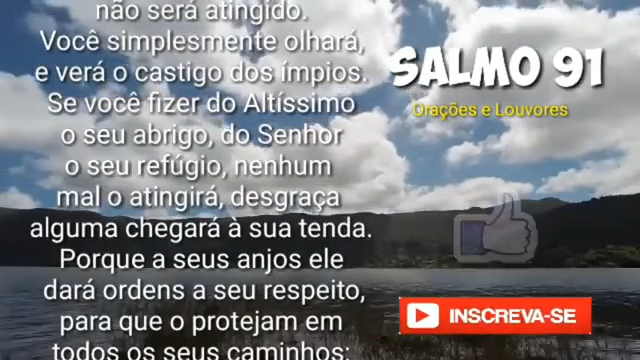 não será atingido.
Você simplesmente olhará,
e verá o castigo dos ímpios.
Se você fizer do Altíssimo
o seu abrigo, do Senhor
o seu refúgio, nenhum
mal o atingirá, desgraça
alguma chegará à sua tenda.
Porque a seus anjos ele
dará ordens a seu respeito,
para que o protejam em
todos os seus caminhos;
SALMO 91
Orações e Louvores
INSCREVA-SE